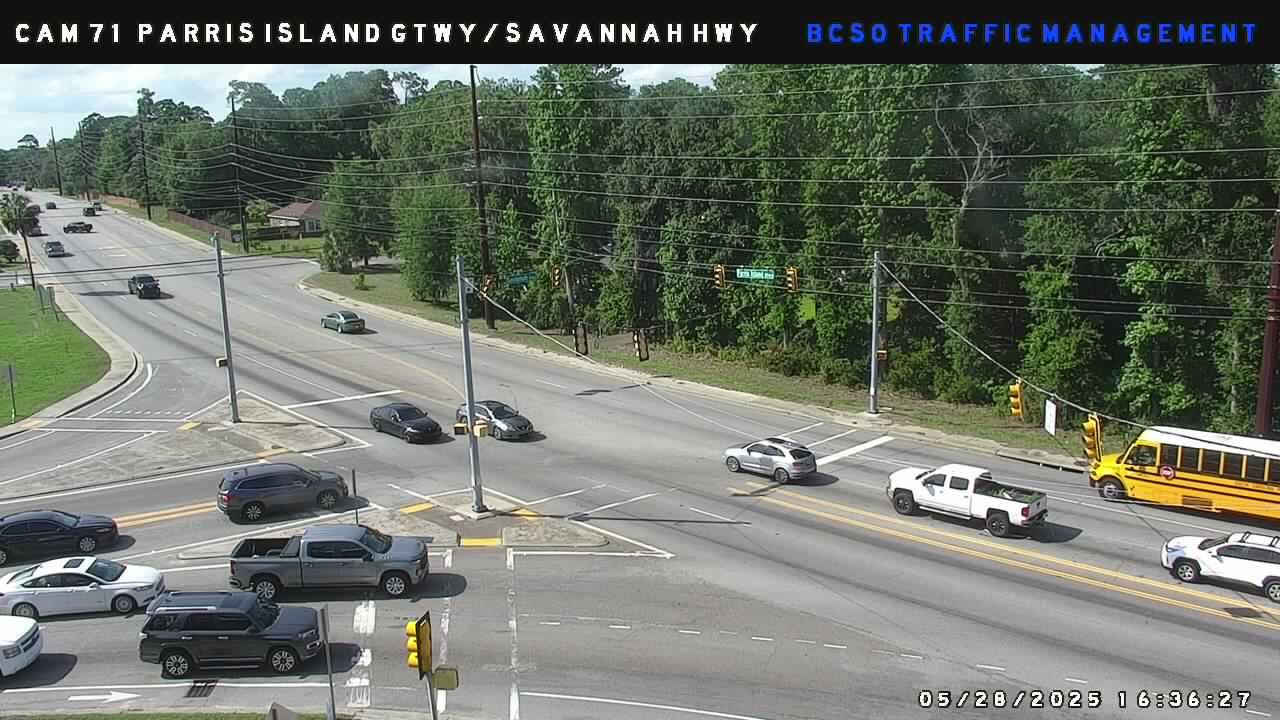 CAM 71 PARRIS ISLAND GTWY/SAVANNAH HWY BCSO TRAFFIC MANAGEMENT
05/28/2025 16:36:27